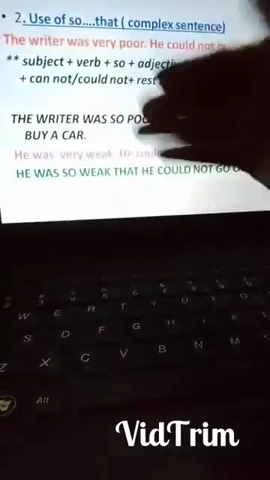 2. Use of so....that ( complex sentence)
The writer was very poor. He could not
** subject + verb + so +
+ can not/could not+ rest
THE WRITER WAS SO
BUY A CAR.
He was very weak. He could
HE WAS SO WEAK THAT HE COULD NOT GO
W E R T Y U I O
S D F G H J K L
Z X C V B N M
Alt
VidTrim